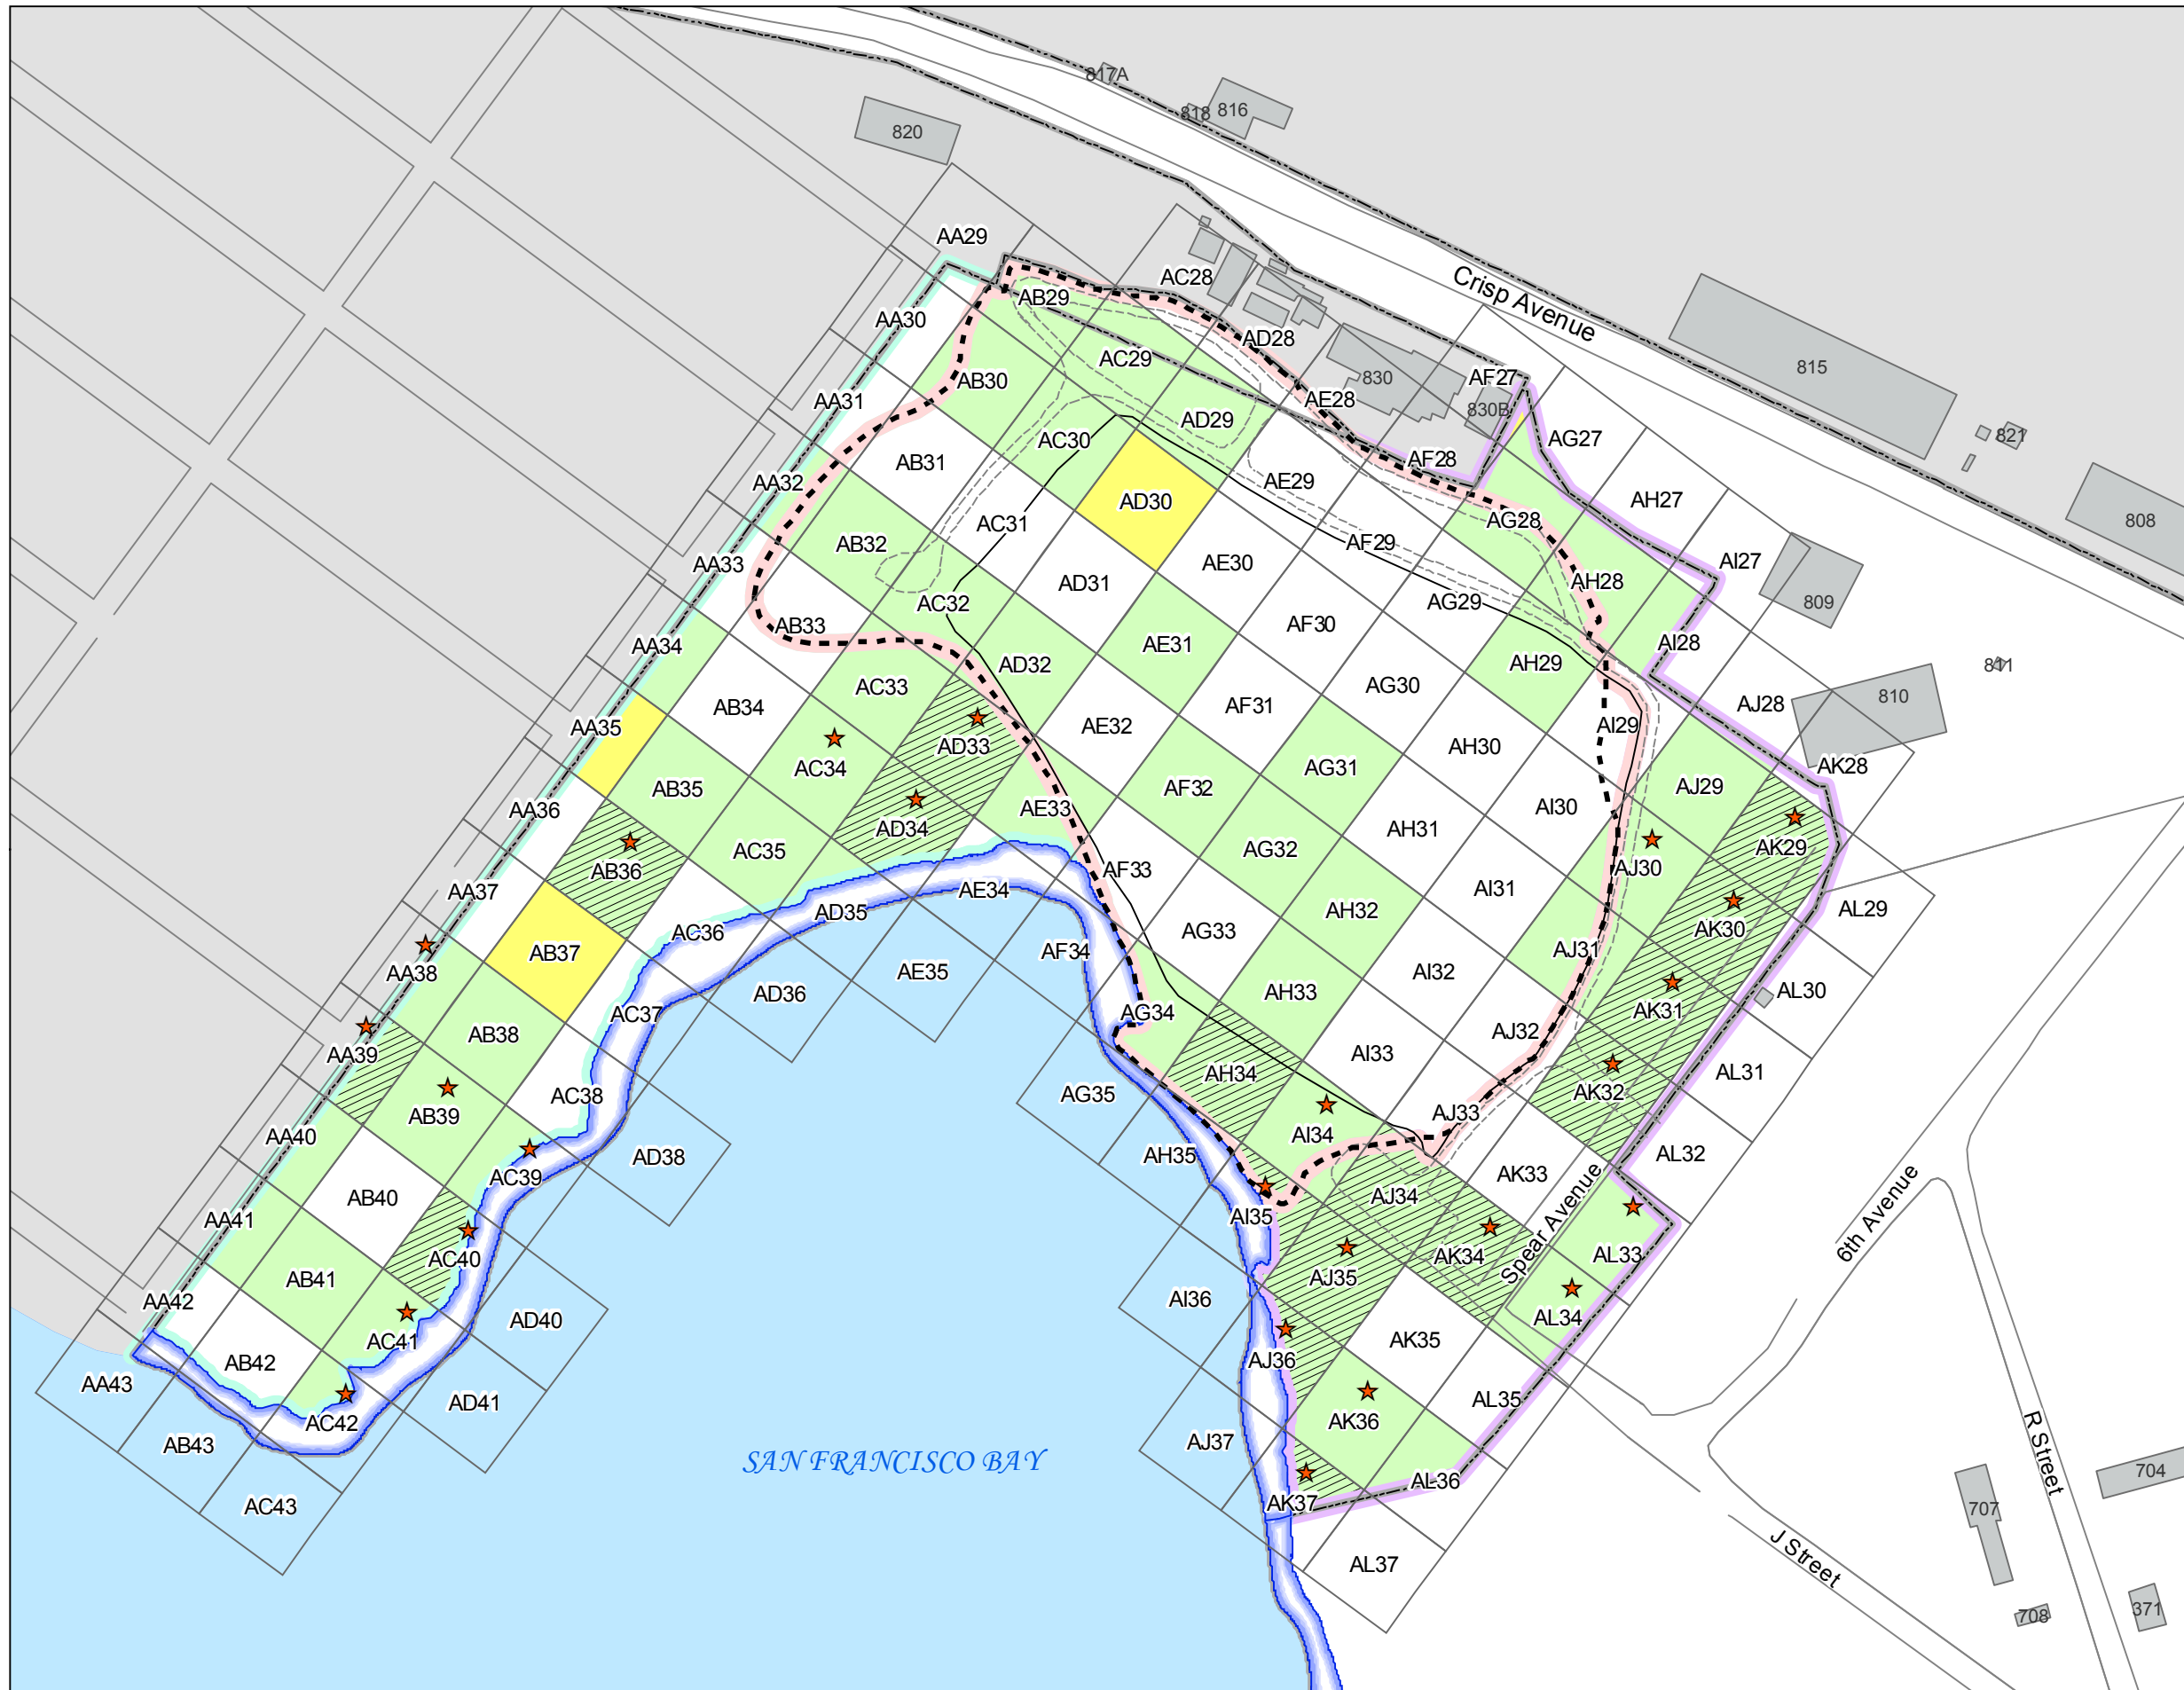 817A
818
816
820
AA29
AC28
Crisp Avenue
AB29
AA30
AD28
AC29
815
AB30
830
AF27
AE28
AA31
830B
AD29
821
AG27
AC30
AF28
AB31
AE29
AA32
AD30
AH27
808
AG28
AC31
AF29
AB32
AI27
AE30
AA33
AH28
AD31
AG29
809
AC32
AF30
AB33
AI28
AE31
AA34
AH29
AD32
811
AG30
AC33
810
AJ28
AF31
AB34
AI29
AE32
AA35
AH30
AD33
AK28
AC34
AG31
AJ29
AF32
AB35
AI30
AE33
AA36
AH31
AD34
AK29
AG32
AC35
AJ30
AF33
AB36
AI31
AE34
AA37
AL29
AH32
AD35
AK30
AG33
AC36
AJ31
AF34
AB37
AI32
AE35
AA38
AL30
AH33
AD36
AK31
AG34
AC37
AJ32
AB38
AI33
AA39
AL31
AH34
AK32
AG35
AC38
AJ33
AB39
AI34
AA40
AL32
AH35
AD38
AK33
AC39
AJ34
AB40
AI35
AA41
6th Avenue
Spear Avenue
AL33
AK34
AC40
AJ35
AB41
AI36
AA42
AL34
AD40
AK35
AC41
AJ36
AB42
AA43
AL35
AD41
AK36
AC42
AJ37
AB43
SAN FRANCISCO BAY
R Street
704
AL36
AK37
AC43
707
J Street
AL37
708
371